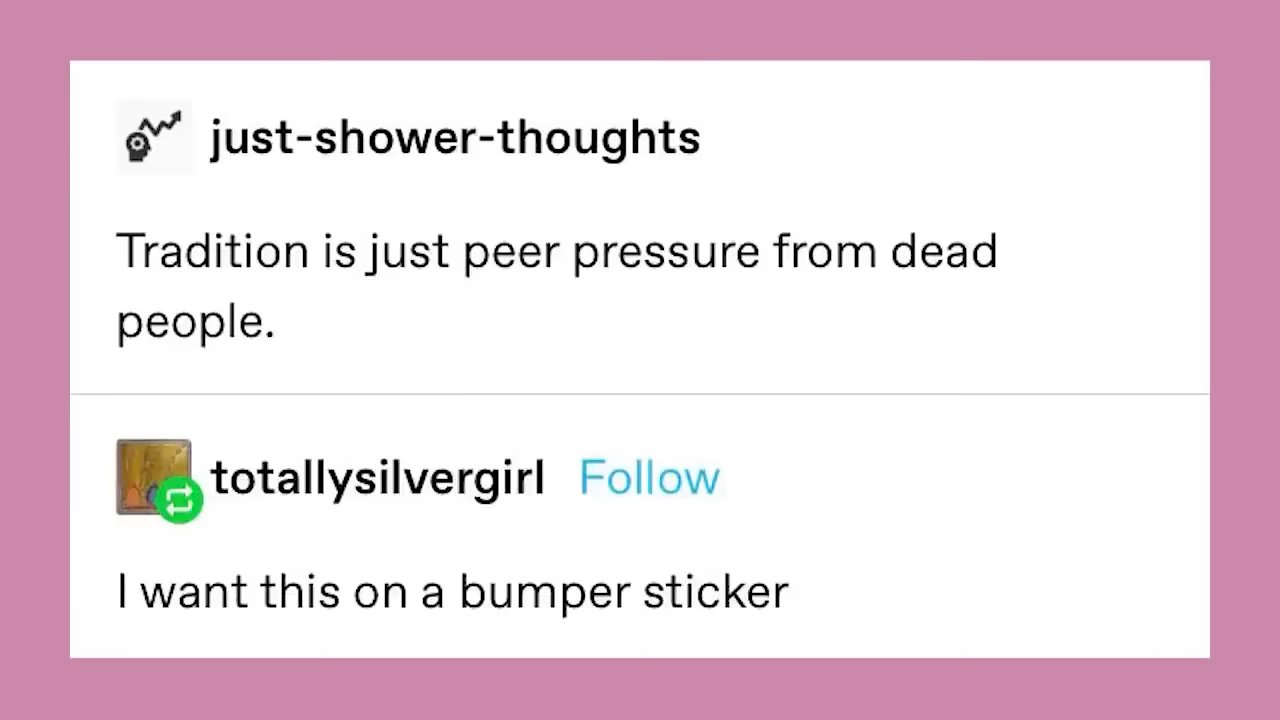 just-shower-thoughts
Tradition is just peer pressure from dead
people.
totallysilvergirl Follow
I want this on a bumper sticker